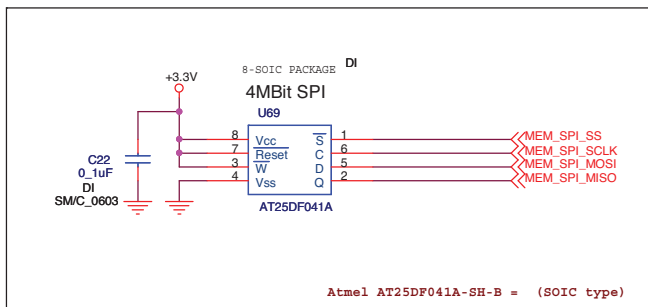 8-SOIC PACKAGE DI
+3.3V
4MBit SPI
U69
8 Vcc S 1 MEM_SPI_SS
7 Reset C 6 MEM_SPI_SCLK
3 W D 5 MEM_SPI_MOSI
4 Vss Q 2 MEM_SPI_MISO
C22
0_1uF
DI
SM/C_0603
AT25DF041A
Atmel AT25DF041A-SH-B = (SOIC type)